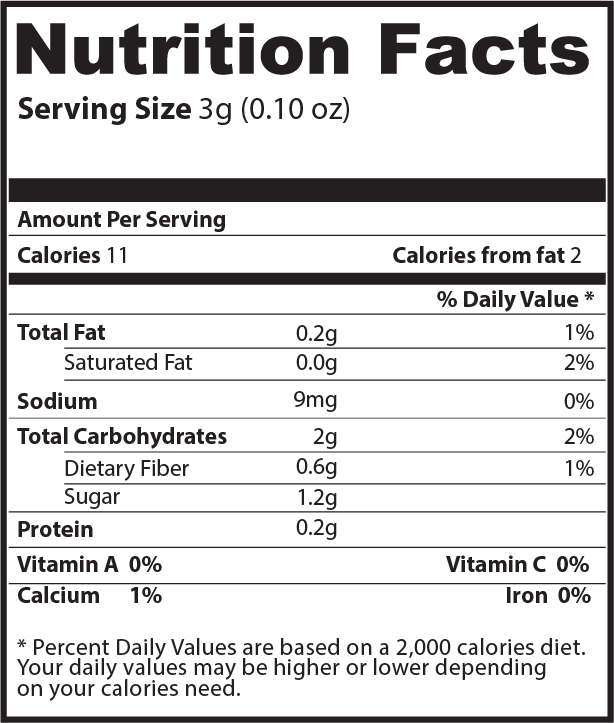 Nutrition Facts
Serving Size 3g (0.10 oz)
Amount Per Serving
Calories 11 Calories from fat 2
% Daily Value *
Total Fat 0.2g 1%
Saturated Fat 0.0g 2%
Sodium 9mg 0%
Total Carbohydrates 2g 2%
Dietary Fiber 0.6g 1%
Sugar 1.2g
Protein 0.2g
Vitamin A 0% Vitamin C 0%
Calcium 1% Iron 0%
* Percent Daily Values are based on a 2,000 calories diet.
Your daily values may be higher or lower depending
on your calories need.